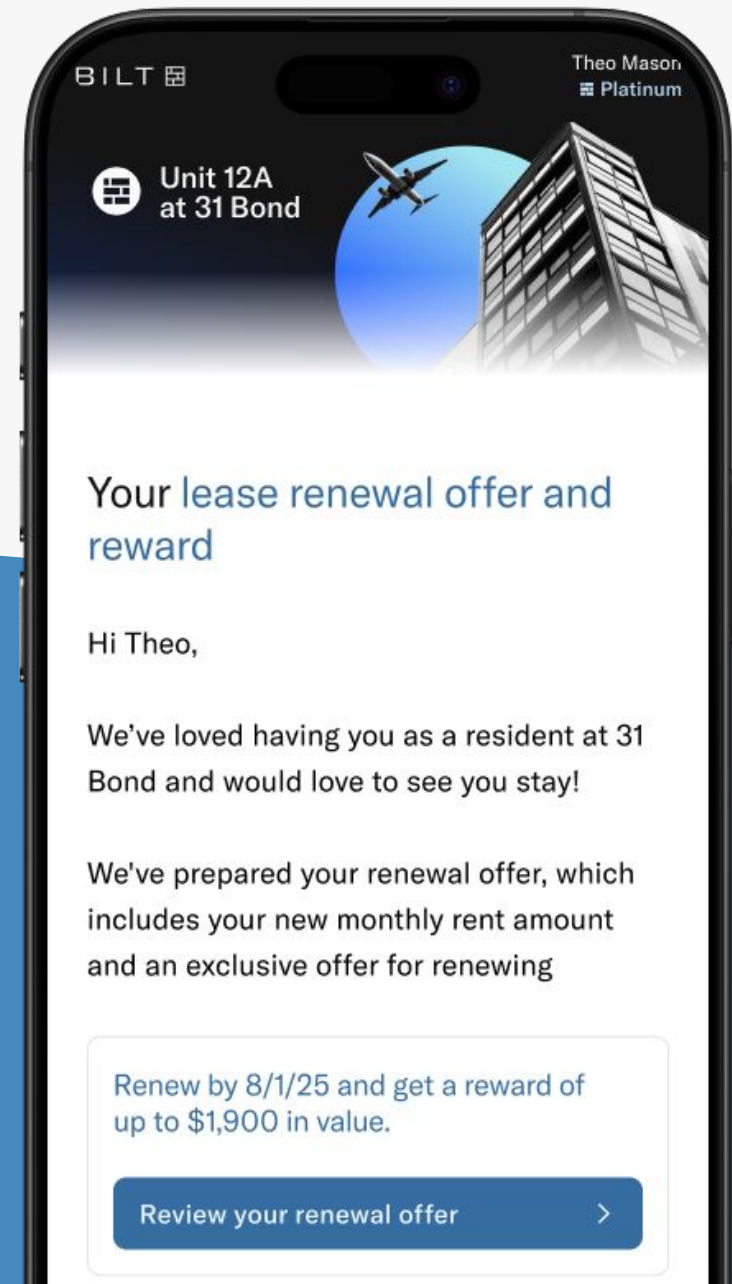 BILT
Theo Mason
Platinum
Unit 12A
at 31 Bond
Your lease renewal offer and
reward
Hi Theo,
We’ve loved having you as a resident at 31
Bond and would love to see you stay!
We've prepared your renewal offer, which
includes your new monthly rent amount
and an exclusive offer for renewing
Renew by 8/1/25 and get a reward of
up to $1,900 in value.
Review your renewal offer